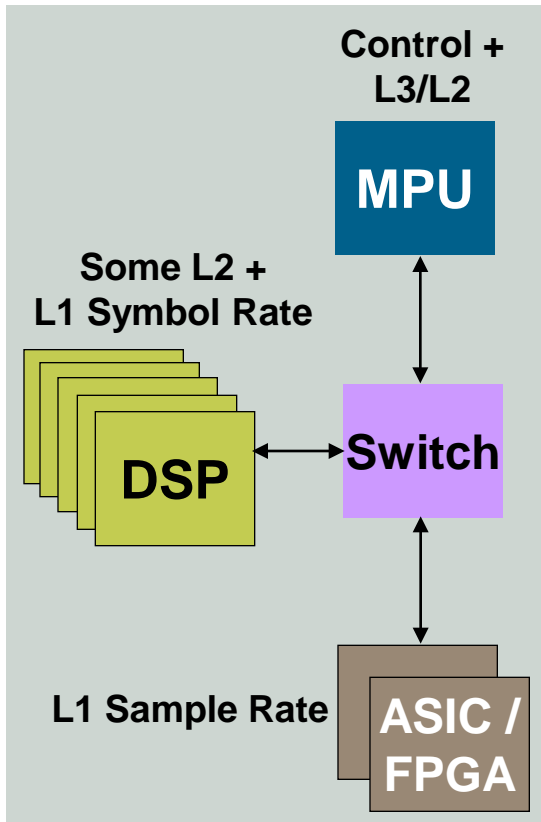 Control +
L3/L2
MPU
Some L2 +
L1 Symbol Rate
DSP
Switch
L1 Sample Rate
ASIC /
FPGA